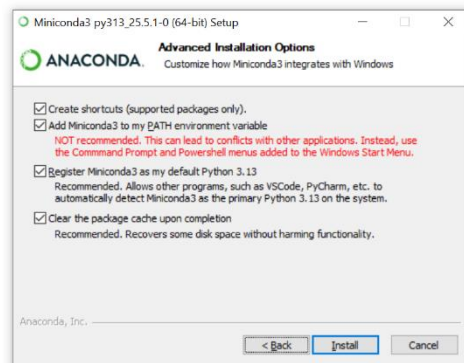 Miniconda3 py313_25.5.1-0 (64-bit) Setup
Advanced Installation Options
ANACONDA.
Customize how Miniconda3 integrates with Windows
Create shortcuts (supported packages only).
Add Miniconda3 to my PATH environment variable
NOT recommended. This can lead to conflicts with other applications. Instead, use
the Commmand Prompt and Powershell menus added to the Windows Start Menu.
Register Miniconda3 as my default Python 3.13
Recommended. Allows other programs, such as VSCode, PyCharm, etc. to
automatically detect Miniconda3 as the primary Python 3.13 on the system.
Clear the package cache upon completion
Recommended. Recovers some disk space without harming functionality.
Anaconda, Inc.
< Back
Install
Cancel